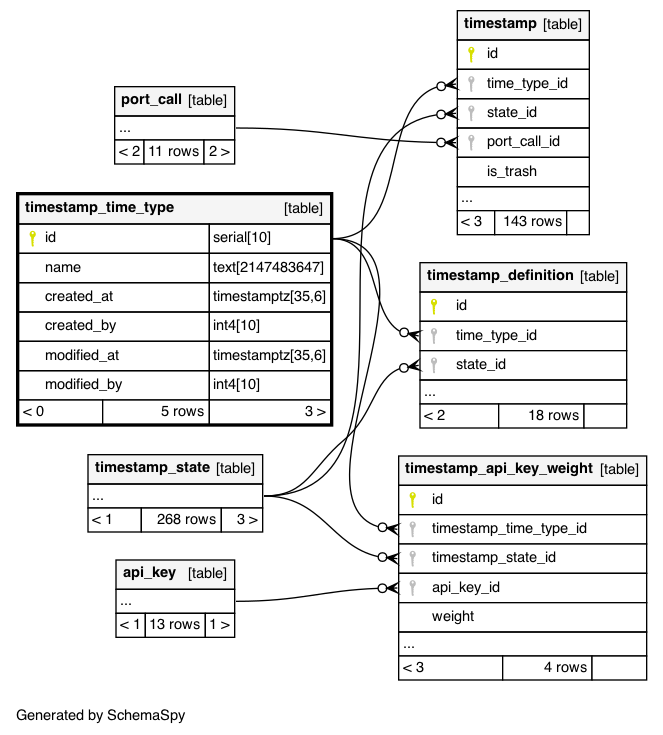 timestamp [table]
id
time_type_id
state_id
port_call_id
is_trash
...
< 3 143 rows
port_call [table]
...
< 2 11 rows 2 >
timestamp_time_type [table]
id serial[10]
name text[2147483647]
created_at timestamptz[35,6]
created_by int4[10]
modified_at timestamptz[35,6]
modified_by int4[10]
< 0 5 rows 3 >
timestamp_definition [table]
id
time_type_id
state_id
...
< 2 18 rows
timestamp_state [table]
...
< 1 268 rows 3 >
timestamp_api_key_weight [table]
id
timestamp_time_type_id
timestamp_state_id
api_key_id
weight
...
< 3 4 rows
api_key [table]
...
< 1 13 rows 1 >
Generated by SchemaSpy